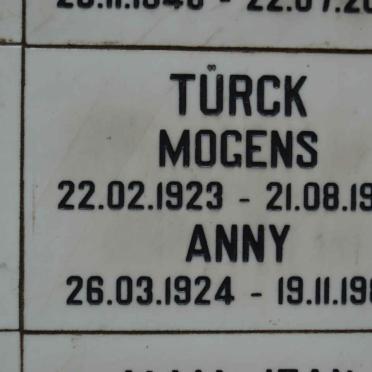 TÜRCK
MOGENS
22.02.1923 - 21.08.19
ANNY
26.03.1924 - 19.11.19